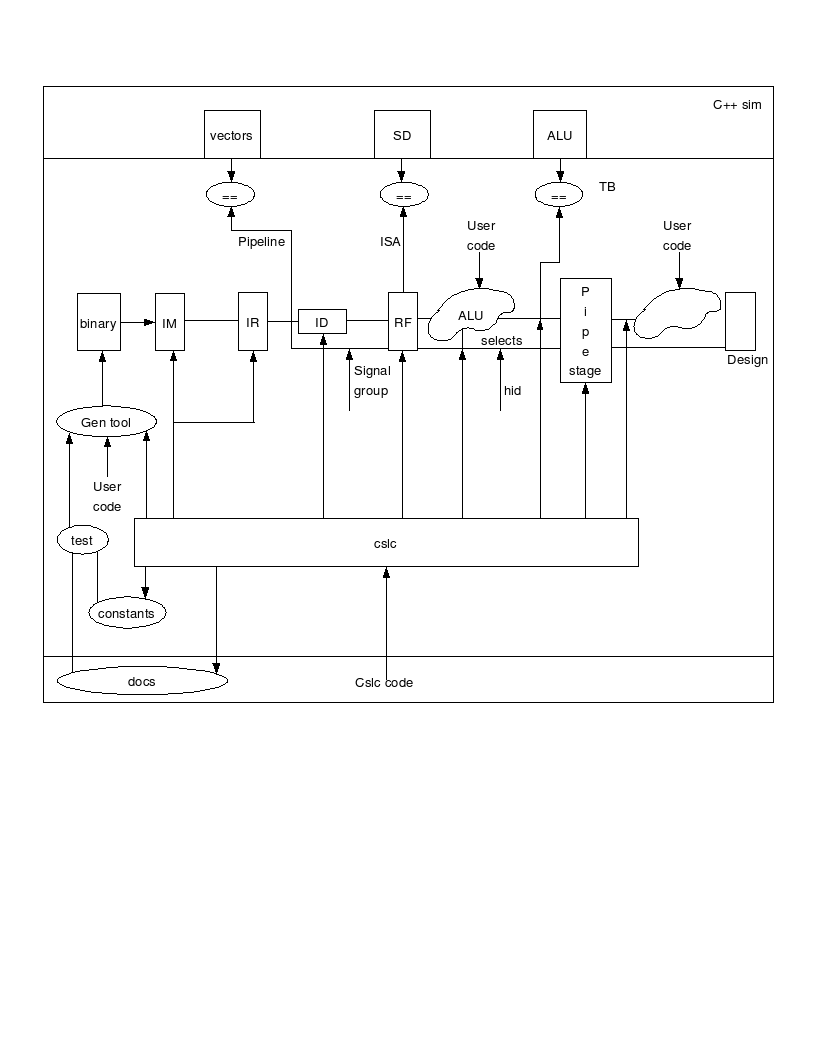 C++ sim
vectors
SD
ALU
==
==
==
TB
User
code
User
code
Pipeline
ISA
binary
IM
IR
ID
RF
ALU
P
i
p
e
stage
selects
Design
Signal
group
hid
Gen tool
User
code
test
cslc
constants
docs
Cslc code